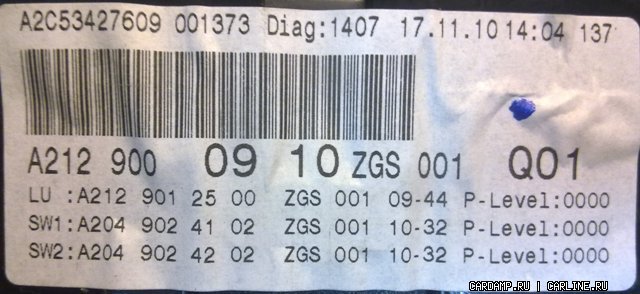 A2C53427609 001373 Diag:1407 17.11.10 14:04 137
A212 900 09 10 ZGS 001 Q01
LU :A212 901 25 00 ZGS 001 09-44 P-Level:0000
SW1:A204 902 41 02 ZGS 001 10-32 P-Level:0000
SW2:A204 902 42 02 ZGS 001 10-32 P-Level:0000
CARDAMP.RU | CARLINE.RU